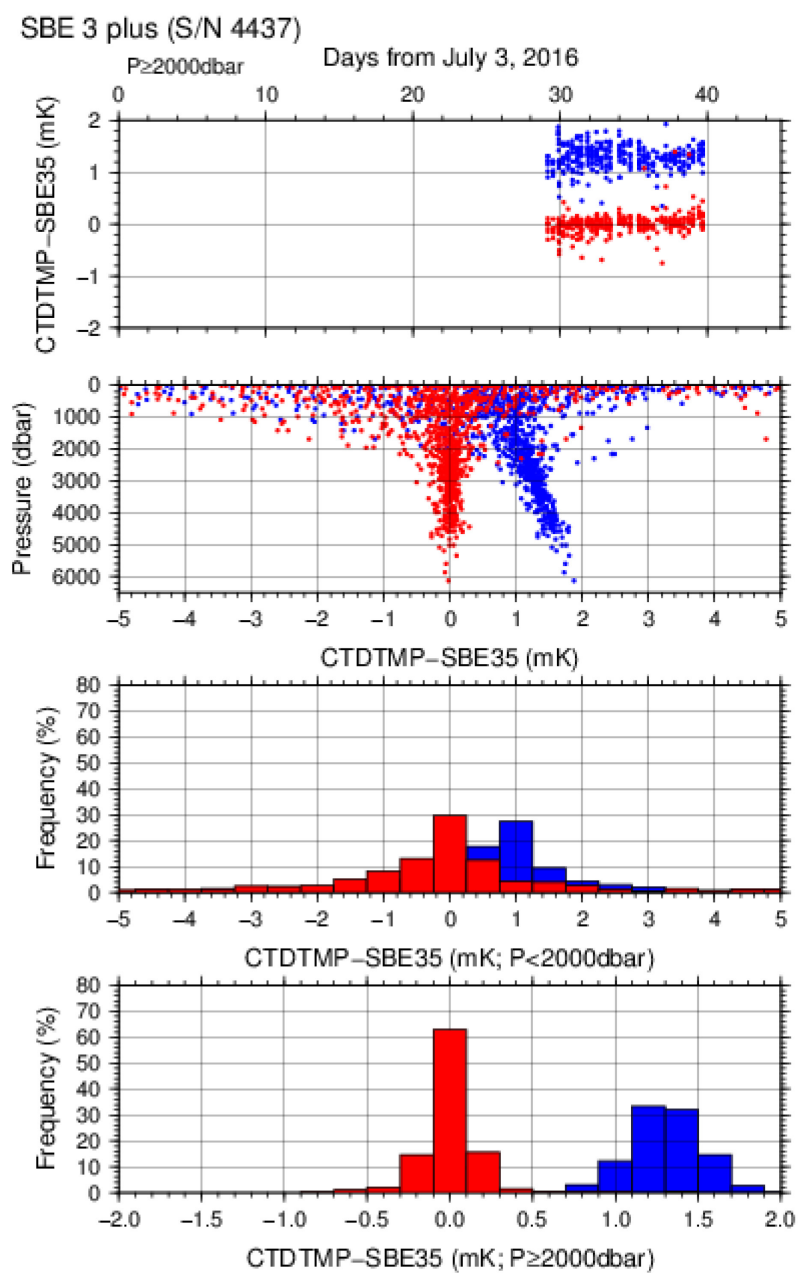 SBE 3 plus (S/N 4437)
P≥2000dbar
Days from July 3, 2016
0 10 20 30 40
CTDTMP−SBE35 (mK)
2
1
0
−1
−2
Pressure (dbar)
0
1000
2000
3000
4000
5000
6000
−5 −4 −3 −2 −1 0 1 2 3 4 5
CTDTMP−SBE35 (mK)
Frequency (%)
80
70
60
50
40
30
20
10
0
−5 −4 −3 −2 −1 0 1 2 3 4 5
CTDTMP−SBE35 (mK; P<2000dbar)
Frequency (%)
80
70
60
50
40
30
20
10
0
−2.0 −1.5 −1.0 −0.5 0.0 0.5 1.0 1.5 2.0
CTDTMP−SBE35 (mK; P≥2000dbar)